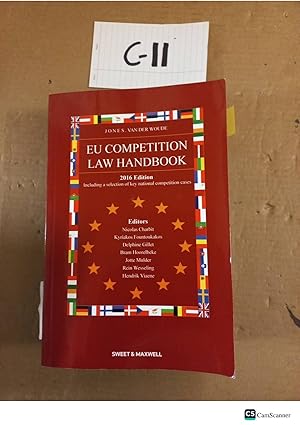 C-11
JONES. VAN DER WOUDE
EU COMPETITION
LAW HANDBOOK
2016 Edition
Including a selection of key national competition cases
Editors
Nicolas Charbit
Kyriakos Fountoukakos
Delphine Gillet
Bram Hoorelbeke
Jotte Mulder
Rein Wesseling
Hendrik Viaene
SWEET & MAXWELL
CS CamScanner